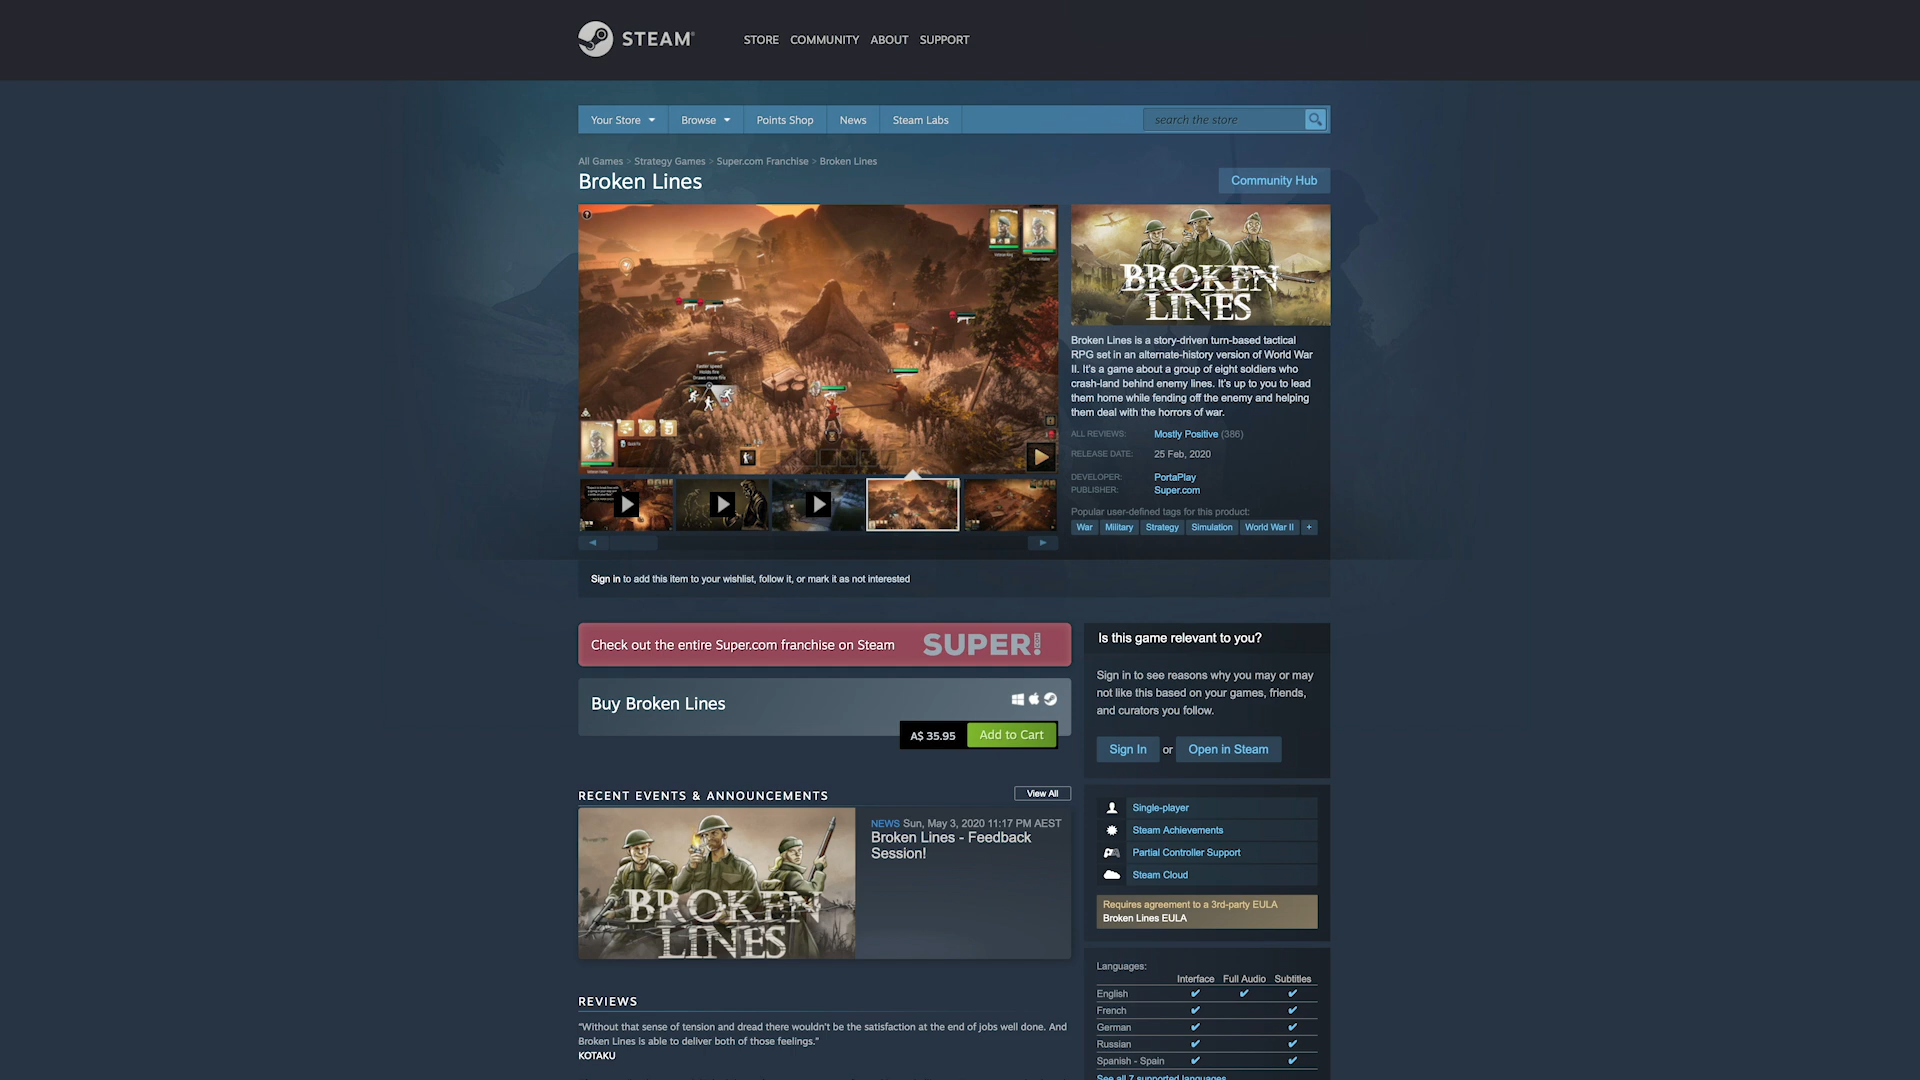 STEAM
STORE COMMUNITY ABOUT SUPPORT
Your Store Browse Points Shop News Steam Labs search the store
All Games > Strategy Games > Super.com Franchise > Broken Lines
Broken Lines
Community Hub
BROKEN LINES
Broken Lines is a story-driven turn-based tactical
RPG set in an alternate-history version of World War
II. It's a game about a group of eight soldiers who
crash-land behind enemy lines. It's up to you to lead
them home while fending off the enemy and helping
them deal with the horrors of war.
ALL REVIEWS: Mostly Positive (386)
RELEASE DATE: 25 Feb, 2020
DEVELOPER: PortaPlay
PUBLISHER: Super.com
Popular user-defined tags for this product:
War Military Strategy Simulation World War II +
Sign in to add this item to your wishlist, follow it, or mark it as not interested
Check out the entire Super.com franchise on Steam SUPER!
Buy Broken Lines
A$ 35.95 Add to Cart
RECENT EVENTS & ANNOUNCEMENTS View All
BROKEN LINES
NEWS Sun, May 3, 2020 11:17 PM AEST
Broken Lines - Feedback
Session!
REVIEWS
"Without that sense of tension and dread there wouldn't be the satisfaction at the end of jobs well done. And
Broken Lines is able to deliver both of those feelings."
KOTAKU
Is this game relevant to you?
Sign in to see reasons why you may or may
not like this based on your games, friends,
and curators you follow.
Sign In or Open in Steam
Single-player
Steam Achievements
Partial Controller Support
Steam Cloud
Requires agreement to a 3rd-party EULA
Broken Lines EULA
Languages:
Interface Full Audio Subtitles
English ✔ ✔ ✔
French ✔ ✔
German ✔ ✔
Russian ✔ ✔
Spanish - Spain ✔ ✔
See all 7 supported languages